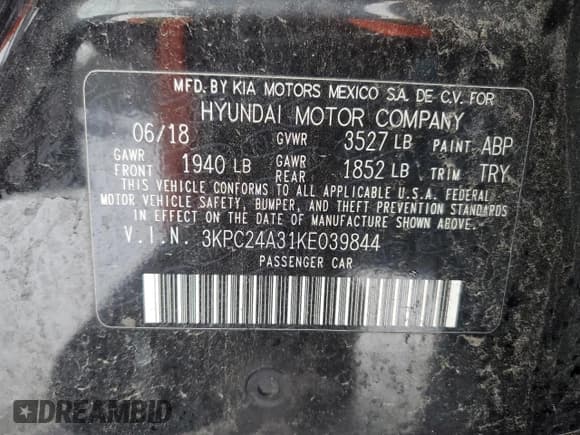 MFD. BY KIA MOTORS MEXICO S.A. DE C.V. FOR
HYUNDAI MOTOR COMPANY
06/18 GVWR 3527 LB PAINT ABP
GAWR FRONT 1940 LB GAWR REAR 1852 LB TRIM TRY
THIS VEHICLE CONFORMS TO ALL APPLICABLE U.S.A. FEDERAL
MOTOR VEHICLE SAFETY, BUMPER, AND THEFT PREVENTION STANDARDS
IN EFFECT ON THE DATE OF MANUFACTURE SHOWN ABOVE.
V.I.N. 3KPC24A31KE039844
PASSENGER CAR
DREAMBID